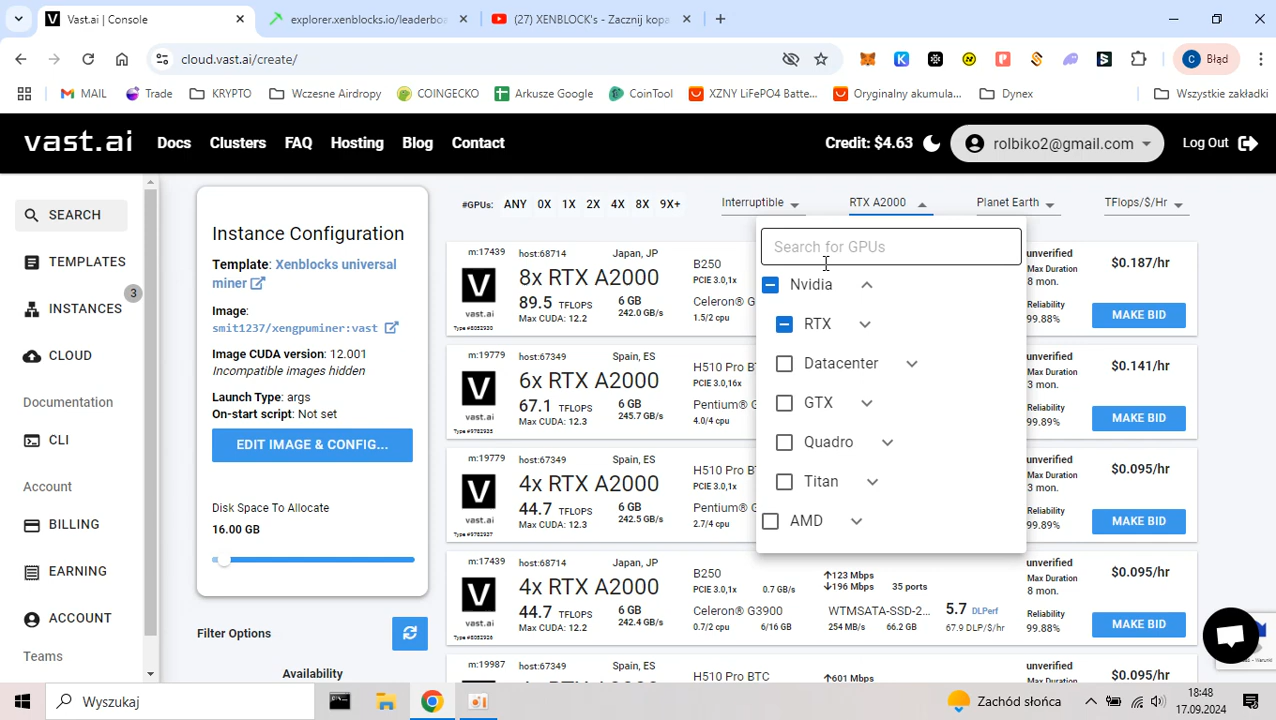 Vast.ai | Console
explorer.xenblocks.io/leaderboa
(27) XENBLOCK's - Zacznij kopa
cloud.vast.ai/create/
Błąd
MAIL
Trade
KRYPTO
Wczesne Airdropy
COINGECKO
Arkusze Google
CoinTool
XZNY LiFePO4 Batte...
Oryginalny akumula...
Dynex
Wszystkie zakładki
vast.ai
Docs
Clusters
FAQ
Hosting
Blog
Contact
Credit: $4.63
rolbiko2@gmail.com
Log Out
SEARCH
TEMPLATES
INSTANCES
3
CLOUD
Documentation
CLI
Account
BILLING
EARNING
ACCOUNT
Teams
Instance Configuration
Template: Xenblocks universal
miner
Image:
smit1237/xengpuminer:vast
Image CUDA version: 12.001
Incompatible images hidden
Launch Type: args
On-start script: Not set
EDIT IMAGE & CONFIG...
Disk Space To Allocate
16.00 GB
Filter Options
Availability
#GPUs: ANY 0X 1X 2X 4X 8X 9X+
Interruptible
RTX A2000
Planet Earth
TFlops/$/Hr
Search for GPUs
Nvidia
RTX
Datacenter
GTX
Quadro
Titan
AMD
m:17439 host:68714 Japan, JP
vast.ai
Type #8052920
8x RTX A2000
89.5 TFLOPS
Max CUDA: 12.2
6 GB
242.0 GB/s
B250
PCIE 3.0,1x
Celeron® G
1.5/2 cpu
unverified
Max Duration
8 mon.
Reliability
99.88%
$0.187/hr
MAKE BID
m:19779 host:67349 Spain, ES
vast.ai
6x RTX A2000
67.1 TFLOPS
Max CUDA: 12.3
6 GB
245.7 GB/s
H510 Pro BT
PCIE 3.0,16x
Pentium® G
4.0/4 cpu
unverified
Max Duration
3 mon.
Reliability
99.89%
$0.141/hr
MAKE BID
m:19779 host:67349 Spain, ES
vast.ai
4x RTX A2000
44.7 TFLOPS
Max CUDA: 12.3
6 GB
242.5 GB/s
H510 Pro BT
PCIE 3.0,1x
Pentium® G
2.7/4 cpu
unverified
Max Duration
3 mon.
Reliability
99.89%
$0.095/hr
MAKE BID
m:17439 host:68714 Japan, JP
vast.ai
4x RTX A2000
44.7 TFLOPS
Max CUDA: 12.2
6 GB
242.4 GB/s
B250
PCIE 3.0,1x 0.7 GB/s
Celeron® G3900
0.7/2 cpu 6/16 GB
↑123 Mbps
↓196 Mbps 35 ports
WTMSATA-SSD-2...
254 MB/s 66.2 GB
5.7 DLPerf
67.9 DLP/$/hr
unverified
Max Duration
8 mon.
Reliability
99.88%
$0.095/hr
MAKE BID
m:19987 host:67349 Spain, ES
H510 Pro BTC
↑601 Mbps
unverified
$0.095/hr
Wyszukaj
Zachód słońca
18:48
17.09.2024